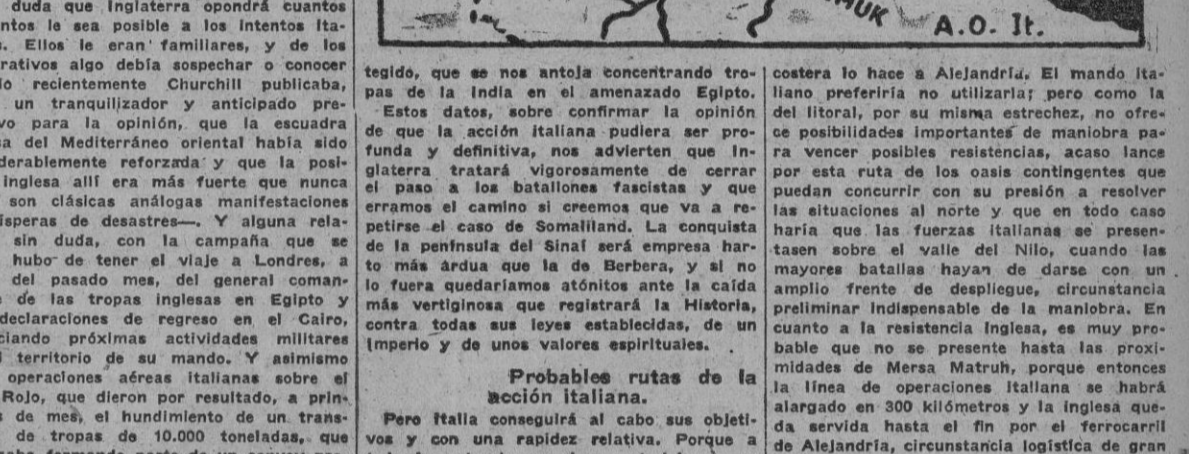 duda que Inglaterra opondrá cuantos
le sea posible a los intentos ita-
Ellos le eran familiares, y de los
algo debía sospechar o conocer
recientemente Churchill publicaba,
un tranquilizador y anticipado pre-
para la opinión, que la escuadra
del Mediterráneo oriental había sido
reforzada y que la posi-
inglesa allí era más fuerte que nunca
son clásicas análogas manifestaciones
de desastres—. Y alguna rela-
sin duda, con la campaña que se
hubo de tener el viaje a Londres, a
del pasado mes, del general coman-
de las tropas inglesas en Egipto y
declaraciones de regreso en el Cairo,
próximas actividades militares
territorio de su mando. Y asimismo
operaciones aéreas italianas sobre el
Rojo, que dieron por resultado, a prin-
de mes, el hundimiento de un trans-
de tropas de 10.000 toneladas, que
A.O. It.
tegido, que se nos antoja concentrando tro-
pas de la India en el amenazado Egipto.
Estos datos, sobre confirmar la opinión
de que la acción italiana pudiera ser pro-
funda y definitiva, nos advierten que In-
glaterra tratará vigorosamente de cerrar
el paso a los batallones fascistas y que
erramos el camino si creemos que va a re-
petirse el caso de Somaliland. La conquista
de la península del Sinaí será empresa har-
to más árdua que la de Berbera, y si no
lo fuera quedaríamos atónitos ante la caída
más vertiginosa que registrará la Historia,
contra todas sus leyes establecidas, de un
Imperio y de unos valores espirituales.
Probables rutas de la
acción italiana.
Pero Italia conseguirá al cabo sus objeti-
vos y con una rapidez relativa. Porque a
costera lo hace a Alejandría. El mando ita-
liano preferiría no utilizarla; pero como la
del litoral, por su misma estrechez, no ofre-
ce posibilidades importantes de maniobra pa-
ra vencer posibles resistencias, acaso lance
por esta ruta de los oasis contingentes que
puedan concurrir con su presión a resolver
las situaciones al norte y que en todo caso
haría que las fuerzas italianas se presen-
tasen sobre el valle del Nilo, cuando las
mayores batallas hayan de darse con un
amplio frente de despliegue, circunstancia
preliminar indispensable de la maniobra. En
cuanto a la resistencia inglesa, es muy pro-
bable que no se presente hasta las proxi-
midades de Mersa Matruh, porque entonces
la línea de operaciones italiana se habrá
alargado en 300 kilómetros y la inglesa que-
da servida hasta el fin por el ferrocarril
de Alejandría, circunstancia logística de gran